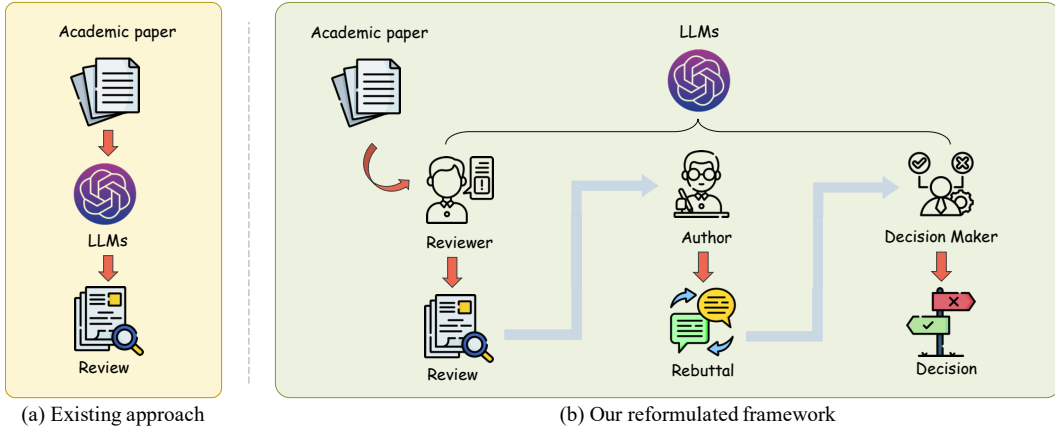 Academic paper
LLMs
Review
(a) Existing approach
Academic paper
LLMs
Reviewer
Author
Decision Maker
Review
Rebuttal
Decision
(b) Our reformulated framework